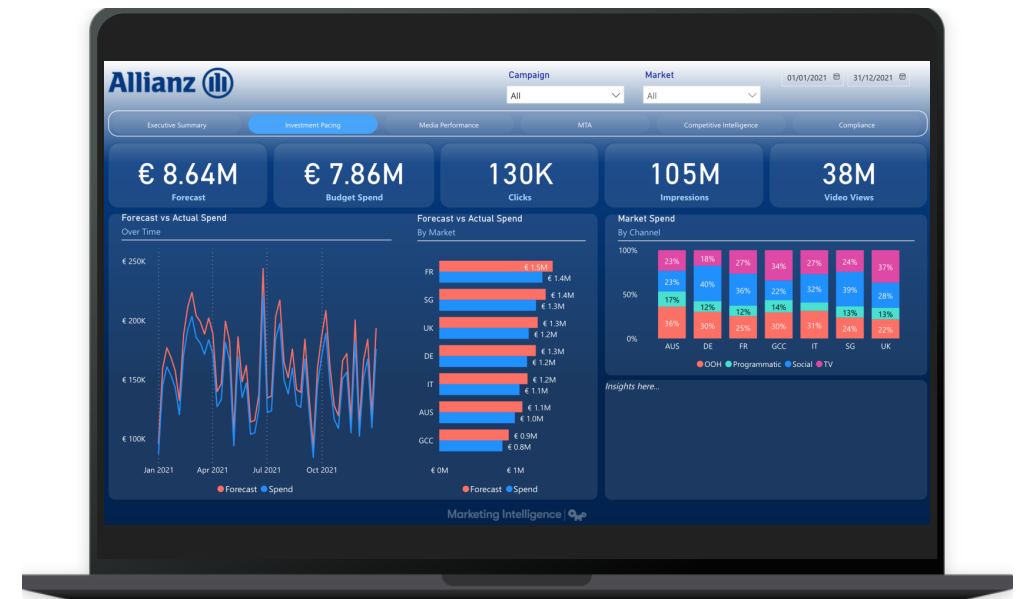 Allianz
Campaign
Market
All
All
01/01/2021
31/12/2021
Executive Summary
Investment Pacing
Media Performance
MTA
Competitive Intelligence
Compliance
€ 8.64M
Forecast
€ 7.86M
Budget Spend
130K
Clicks
105M
Impressions
38M
Video Views
Forecast vs Actual Spend
Over Time
€ 250K
€ 200K
€ 150K
€ 100K
Jan 2021
Apr 2021
Jul 2021
Oct 2021
Forecast
Spend
Forecast vs Actual Spend
By Market
FR
€ 1.5M
€ 1.4M
SG
€ 1.4M
€ 1.3M
UK
€ 1.3M
€ 1.2M
DE
€ 1.3M
€ 1.2M
IT
€ 1.2M
€ 1.1M
AUS
€ 1.1M
€ 1.0M
GCC
€ 0.9M
€ 0.8M
€ 0M
€ 1M
Forecast
Spend
Market Spend
By Channel
100%
50%
0%
23%
18%
27%
34%
27%
24%
37%
23%
40%
36%
22%
32%
39%
28%
17%
12%
12%
14%
13%
13%
36%
30%
25%
30%
31%
24%
22%
AUS
DE
FR
GCC
IT
SG
UK
OOH
Programmatic
Social
TV
Insights here...
Marketing Intelligence